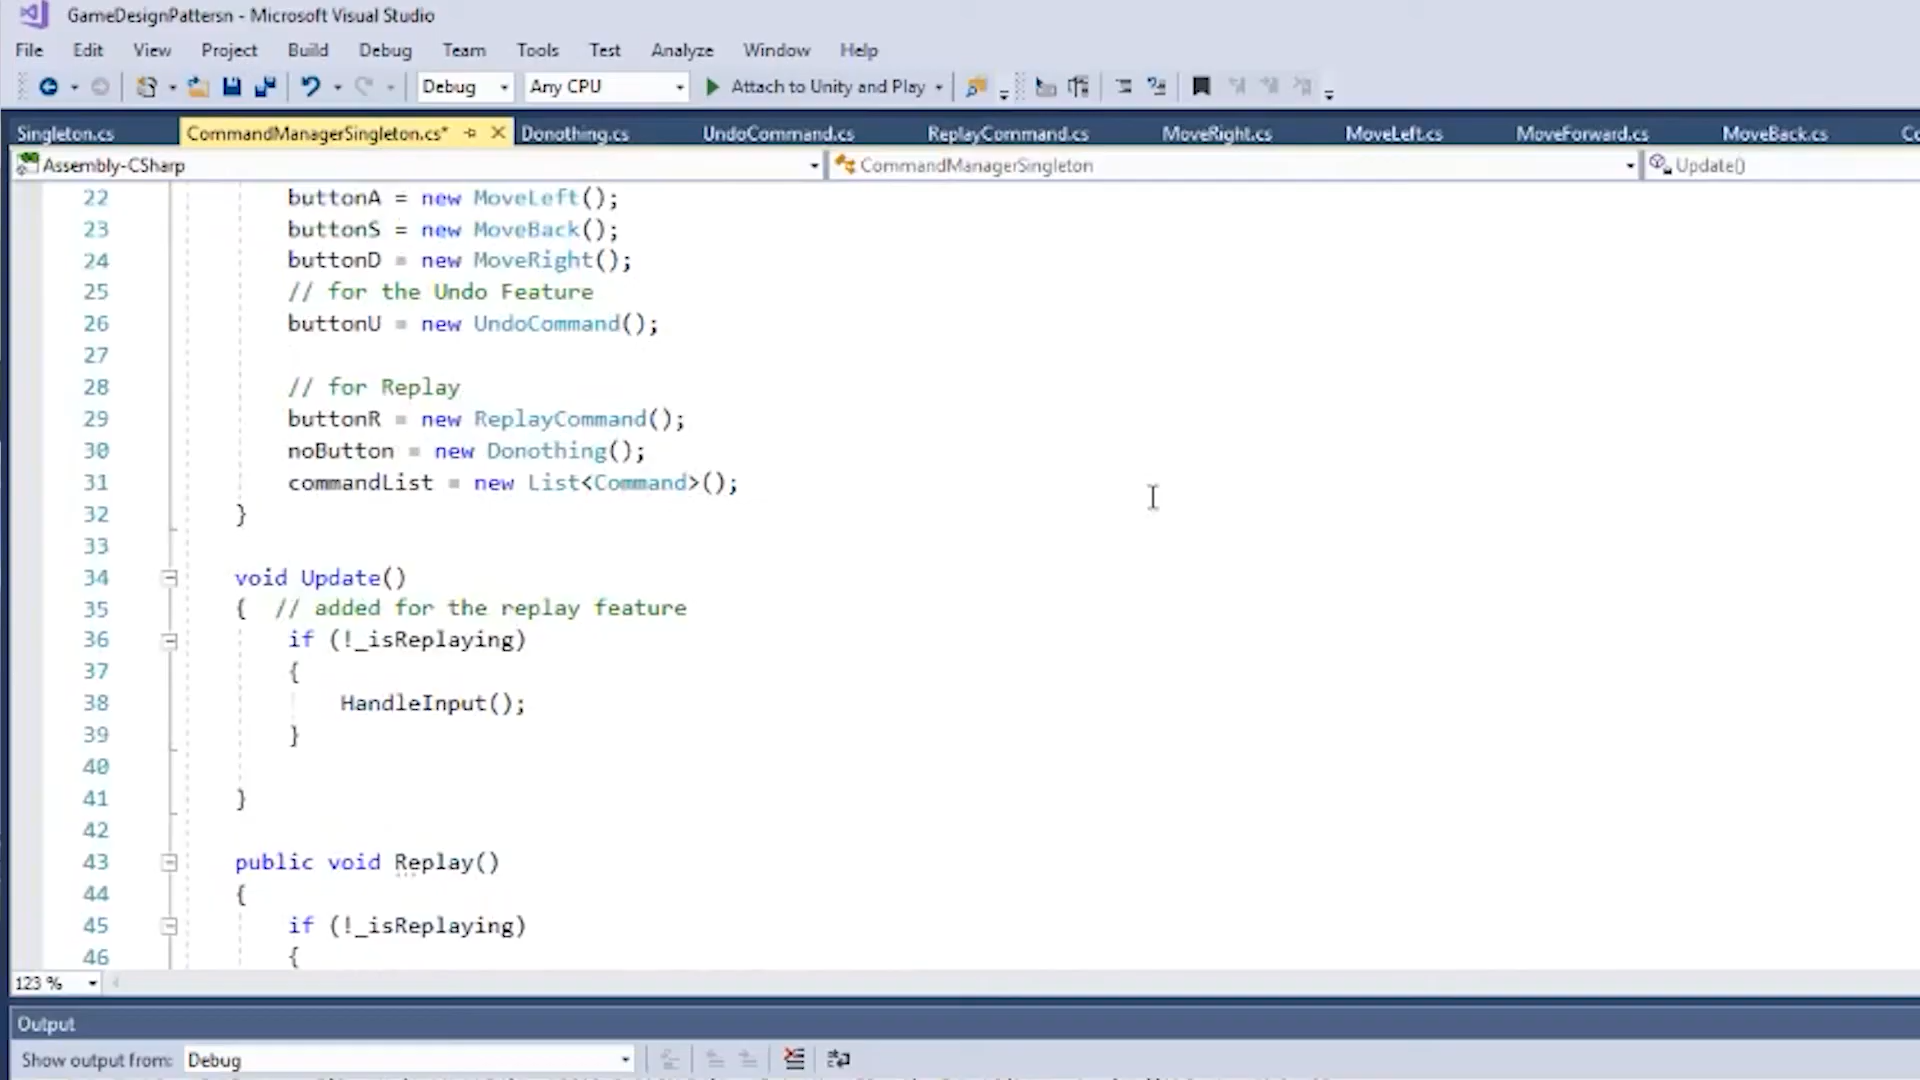 GameDesignPattersn - Microsoft Visual Studio
File Edit View Project Build Debug Team Tools Test Analyze Window Help
Debug Any CPU Attach to Unity and Play
Singleton.cs CommandManagerSingleton.cs* Donothing.cs UndoCommand.cs ReplayCommand.cs MoveRight.cs MoveLeft.cs MoveForward.cs MoveBack.cs
Assembly-CSharp CommandManagerSingleton Update()
22 buttonA = new MoveLeft();
23 buttonS = new MoveBack();
24 buttonD = new MoveRight();
25 // for the Undo Feature
26 buttonU = new UndoCommand();
27
28 // for Replay
29 buttonR = new ReplayCommand();
30 noButton = new Donothing();
31 commandList = new List<Command>();
32 }
33
34 void Update()
35 { // added for the replay feature
36 if (!_isReplaying)
37 {
38 HandleInput();
39 }
40
41 }
42
43 public void Replay()
44 {
45 if (!_isReplaying)
46 {
123 %
Output
Show output from: Debug